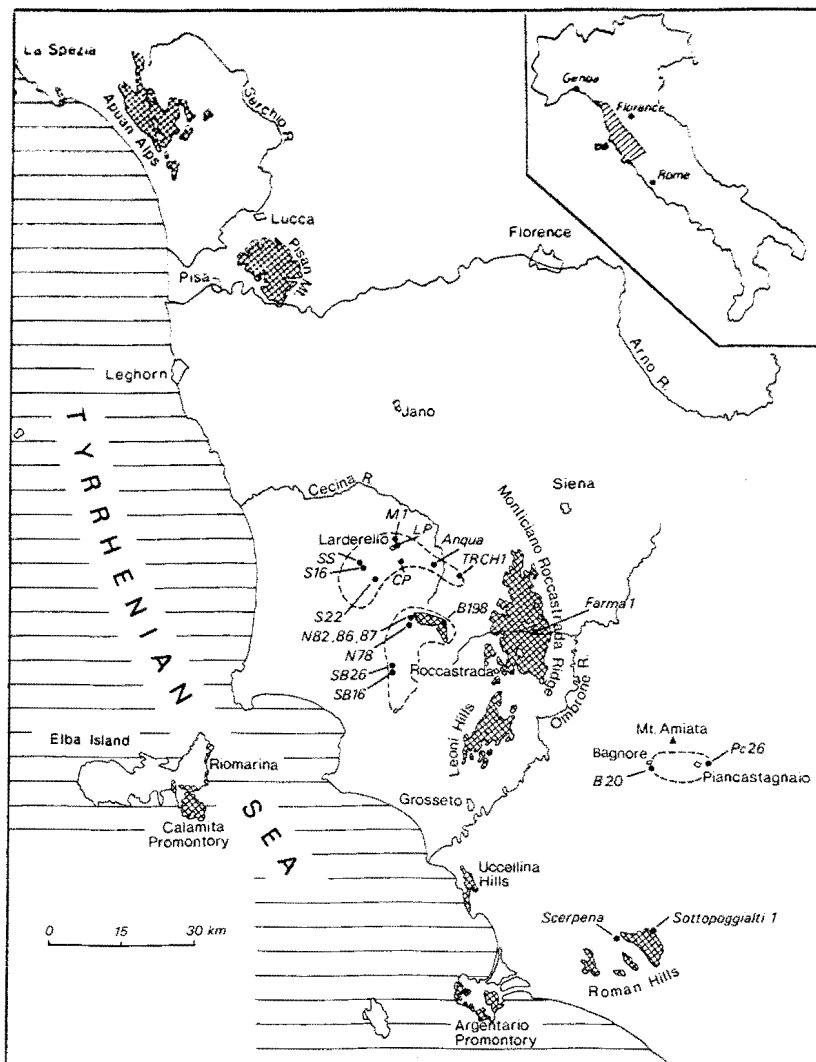 La Spezia
Apuan Alps
Serchio R.
Lucca
Pisan Mt.
Pisa
Florence
Genoa
Florence
Rome
Leghorn
Arno R.
Jano
TYRRHENIAN
SEA
Cecina R.
Siena
M1
LP
Larderello
Anqua
TRCH1
SS
S16
CP
S22
B198
N82,86,87
N78
SB26
SB16
Monticiano Roccastrada Ridge
Farma 1
Roccastrada
Ombrone R.
Leoni Hills
Elba Island
Riomarina
Calamita
Promontory
Mt. Amiata
Bagnore
Pc26
B20
Piancastagnaio
Grosseto
Uccellina
Hills
0 15 30 km
Scerpena
Sottopoggialti 1
Roman Hills
Argentario
Promontory